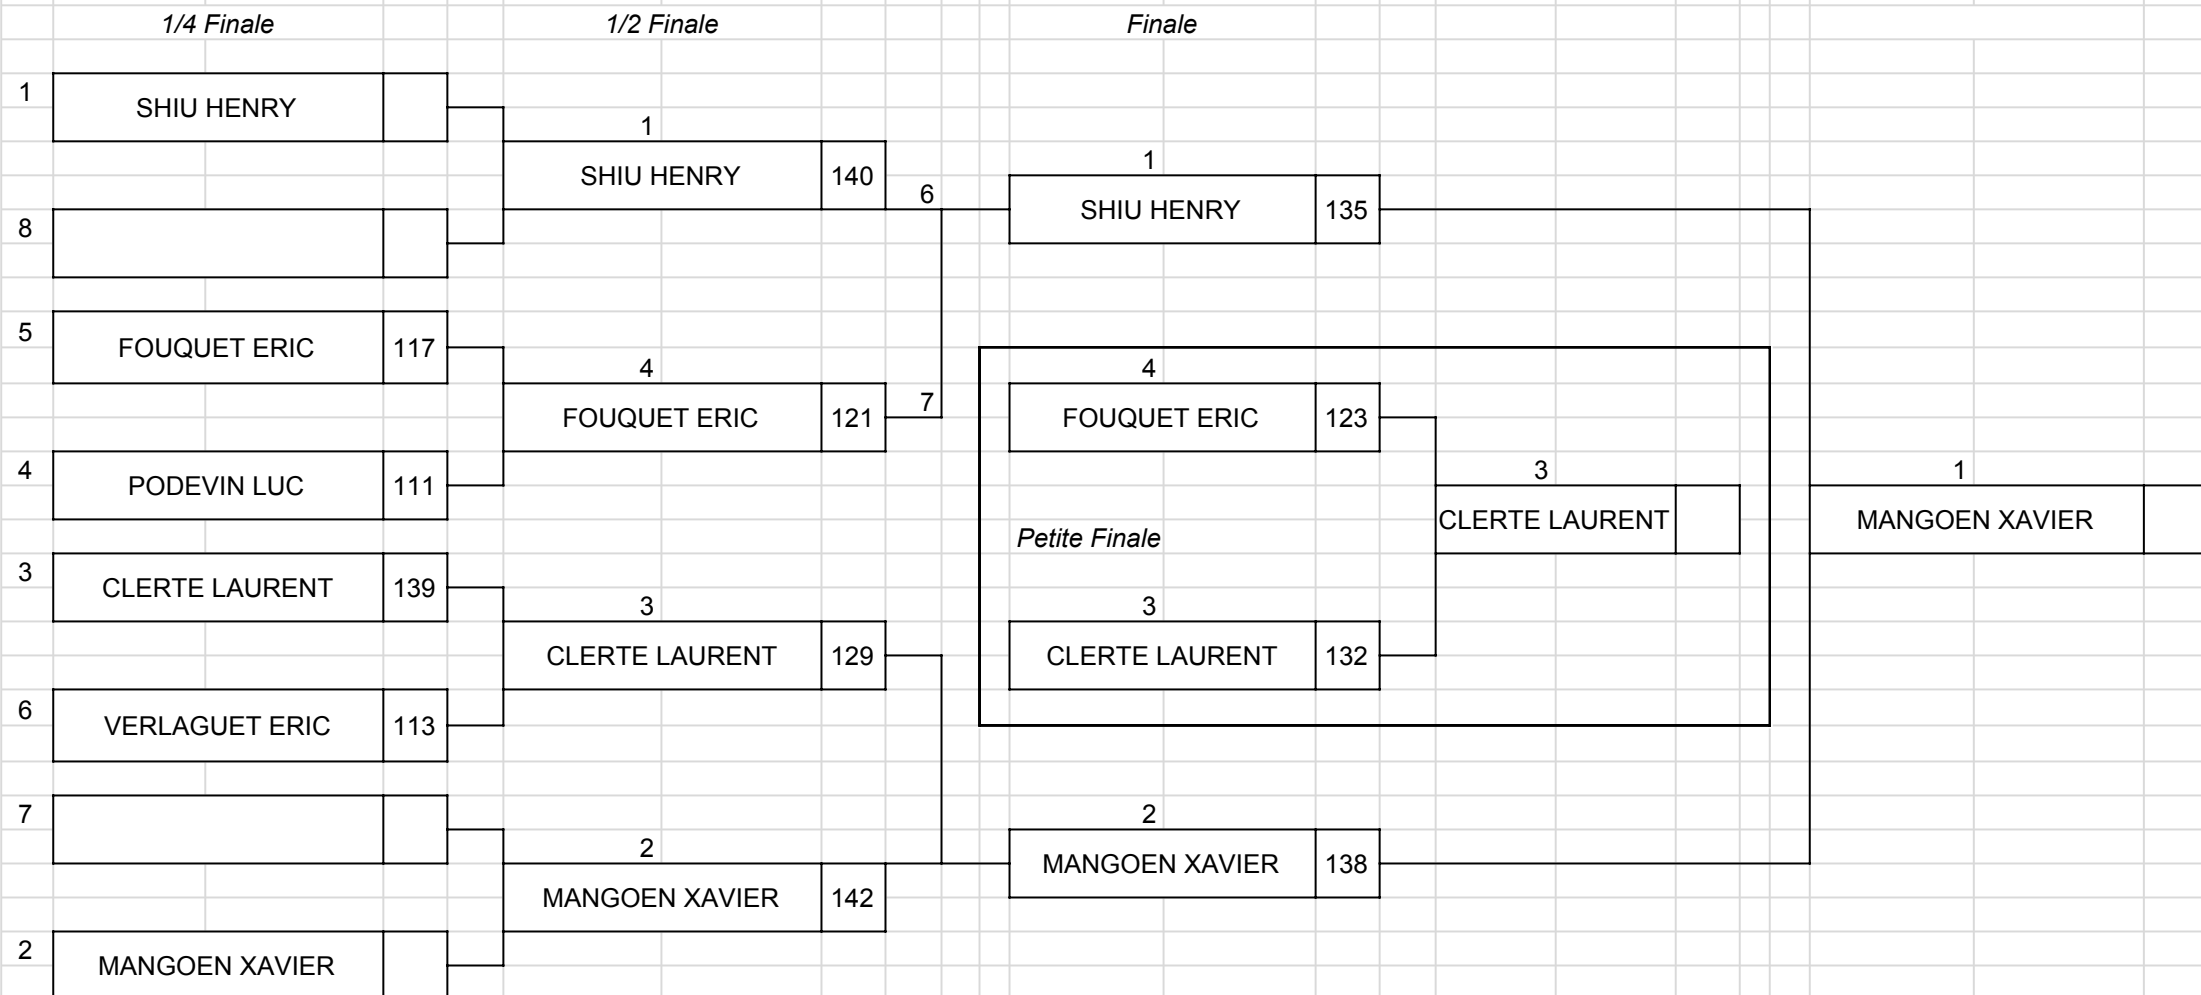 1/4 Finale 1/2 Finale Finale
1
SHIU HENRY
1
SHIU HENRY 140
6
1
SHIU HENRY 135
8
5
FOUQUET ERIC 117
4
FOUQUET ERIC 121
7
4
FOUQUET ERIC 123
4
PODEVIN LUC 111
3
CLERTE LAURENT
1
MANGOEN XAVIER
Petite Finale
3
CLERTE LAURENT 139
3
CLERTE LAURENT 129
3
CLERTE LAURENT 132
6
VERLAGUET ERIC 113
7
2
MANGOEN XAVIER 142
2
MANGOEN XAVIER 138
2
MANGOEN XAVIER